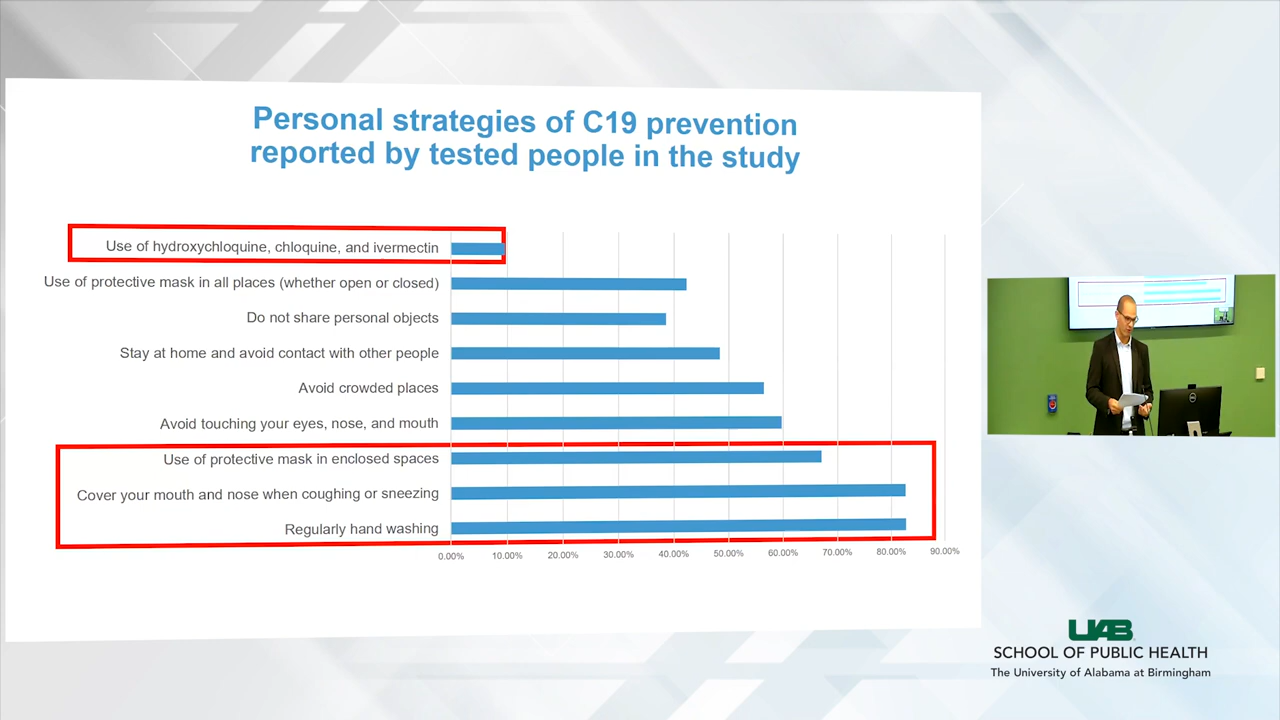 Personal strategies of C19 prevention
reported by tested people in the study
Use of hydroxychloquine, chloquine, and ivermectin
Use of protective mask in all places (whether open or closed)
Do not share personal objects
Stay at home and avoid contact with other people
Avoid crowded places
Avoid touching your eyes, nose, and mouth
Use of protective mask in enclosed spaces
Cover your mouth and nose when coughing or sneezing
Regularly hand washing
0.00% 10.00% 20.00% 30.00% 40.00% 50.00% 60.00% 70.00% 80.00% 90.00%
UAB
SCHOOL OF PUBLIC HEALTH
The University of Alabama at Birmingham